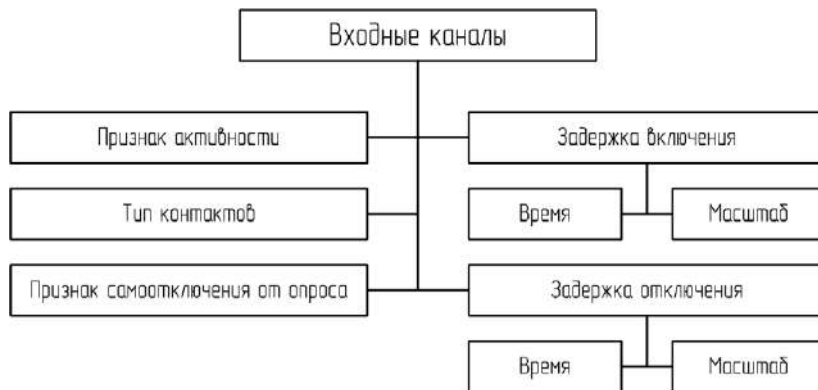 Входные каналы
Признак активности
Задержка включения
Тип контактов
Время
Масштаб
Признак самоотключения от опроса
Задержка отключения
Время
Масштаб